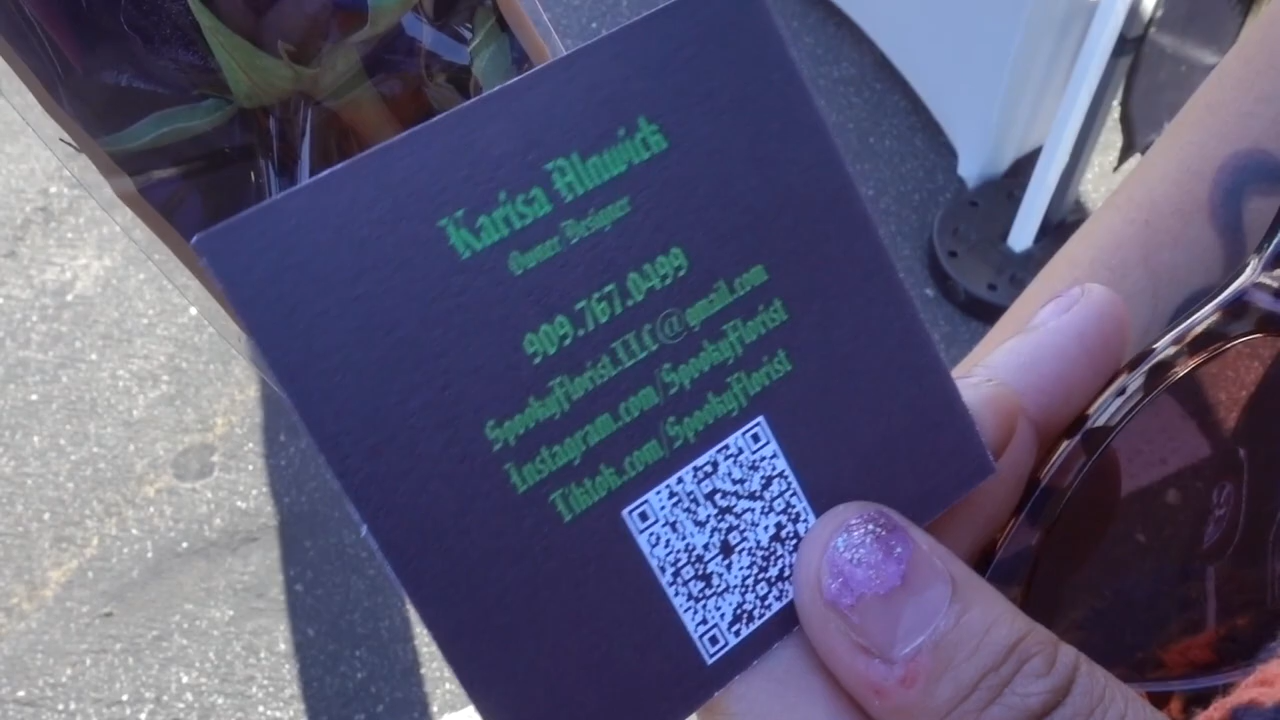 Karisa Alnwick
Owner Designer
909.767.0499
SpookyFlorist.LLC@gmail.com
Instagram.com/SpookyFlorist
Tiktok.com/SpookyFlorist